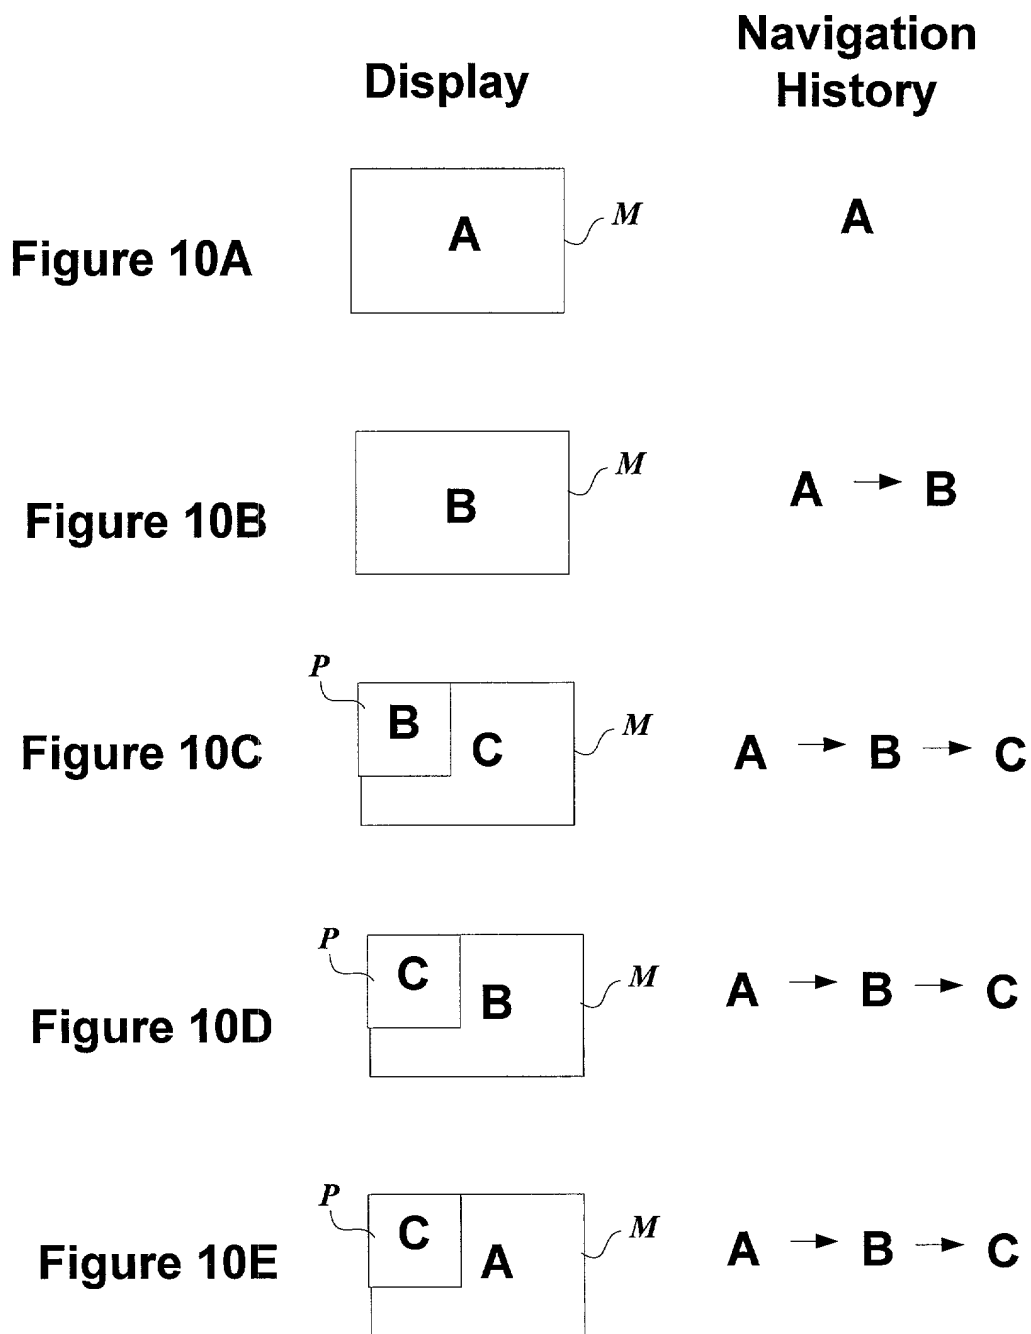 Display
Navigation
History
Figure 10A
A
M
A
Figure 10B
B
M
A → B
Figure 10C
P
B
C
M
A → B → C
Figure 10D
P
C
B
M
A → B → C
Figure 10E
P
C
A
M
A → B → C